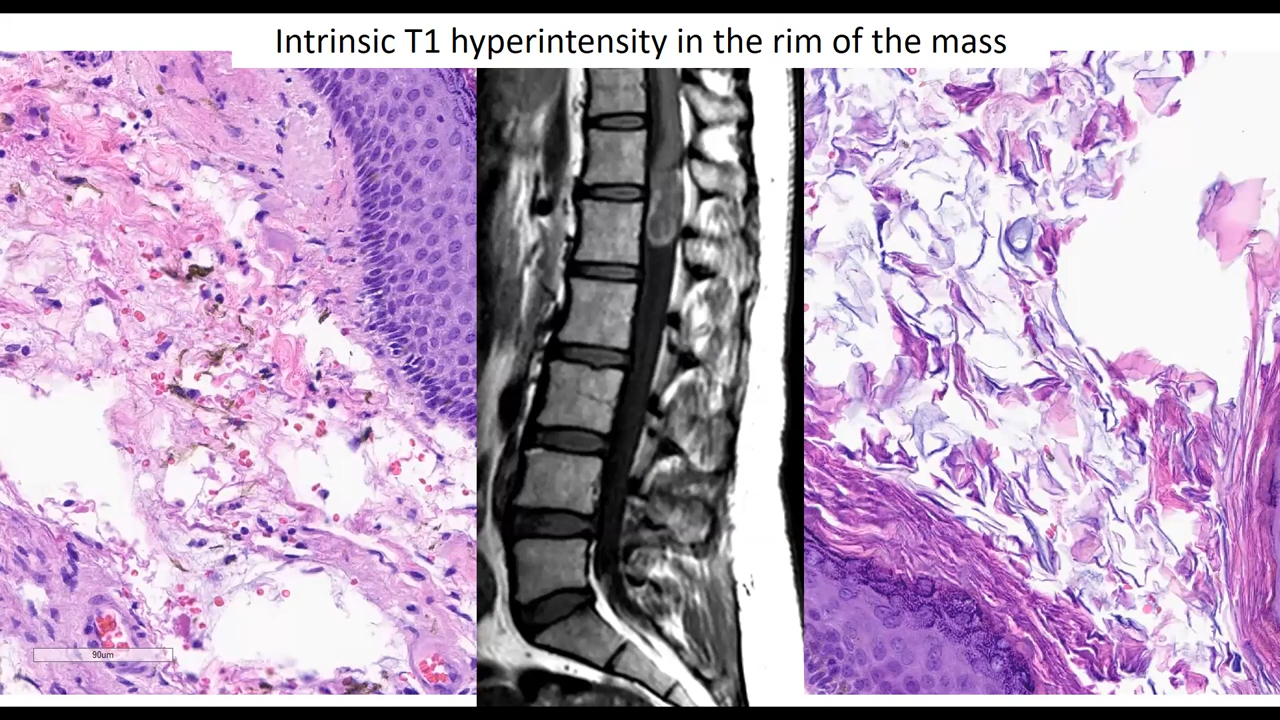 Intrinsic T1 hyperintensity in the rim of the mass
90um